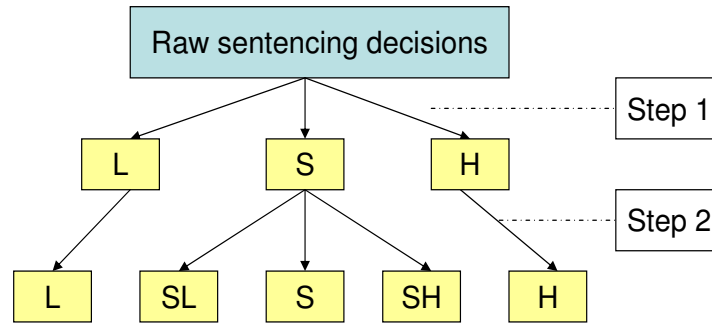 Raw sentencing decisions
Step 1
L
S
H
Step 2
L
SL
S
SH
H